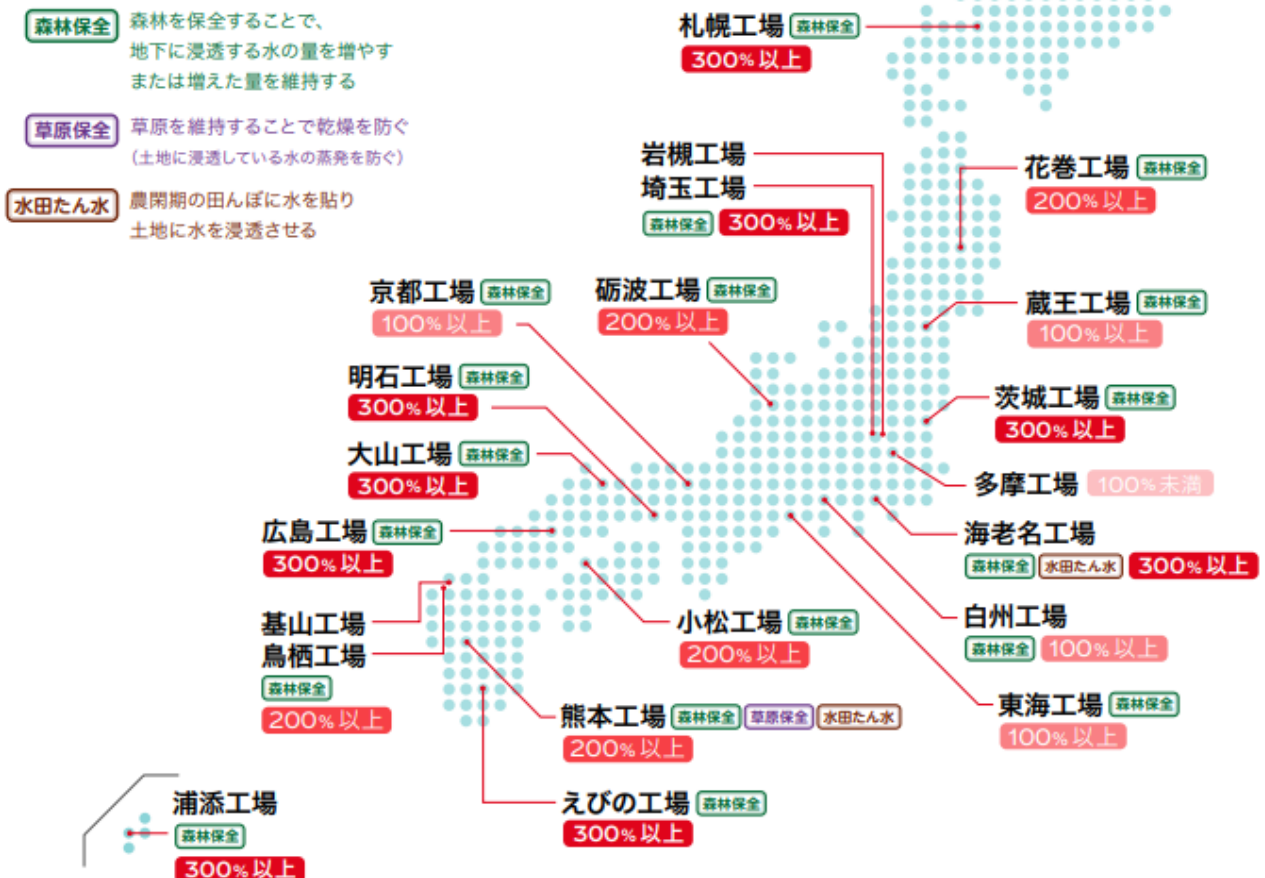 森林保全 森林を保全することで、
地下に浸透する水の量を増やす
または増えた量を維持する
草原保全 草原を維持することで乾燥を防ぐ
(土地に浸透している水の蒸発を防ぐ)
水田たん水 農閑期の田んぼに水を貼り
土地に水を浸透させる
札幌工場 森林保全
300%以上
岩槻工場
埼玉工場
森林保全 300%以上
花巻工場 森林保全
200%以上
京都工場 森林保全
100%以上
砺波工場 森林保全
200%以上
蔵王工場 森林保全
100%以上
明石工場 森林保全
300%以上
茨城工場 森林保全
300%以上
大山工場 森林保全
300%以上
多摩工場 100%未満
広島工場 森林保全
300%以上
海老名工場
森林保全 水田たん水 300%以上
基山工場
鳥栖工場
森林保全
200%以上
小松工場 森林保全
200%以上
白州工場
森林保全 100%以上
熊本工場 森林保全 草原保全 水田たん水
200%以上
東海工場 森林保全
100%以上
えびの工場 森林保全
300%以上
浦添工場
森林保全
300%以上